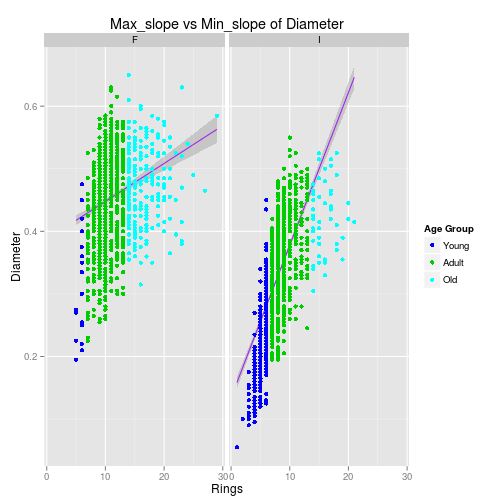 Max_slope vs Min_slope of Diameter
F I
0.6
0.4
0.2
Diameter
0 10 20 30 0 10 20 30
Rings
Age Group
Young
Adult
Old